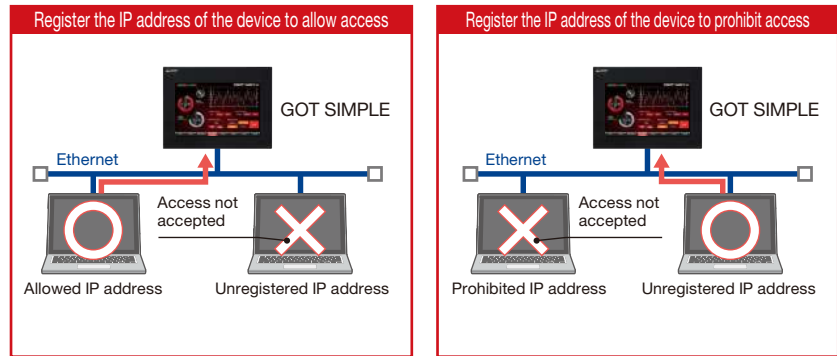 Register the IP address of the device to allow access
GOT SIMPLE
Ethernet
Access not
accepted
Allowed IP address
Unregistered IP address
Register the IP address of the device to prohibit access
GOT SIMPLE
Ethernet
Access not
accepted
Prohibited IP address
Unregistered IP address